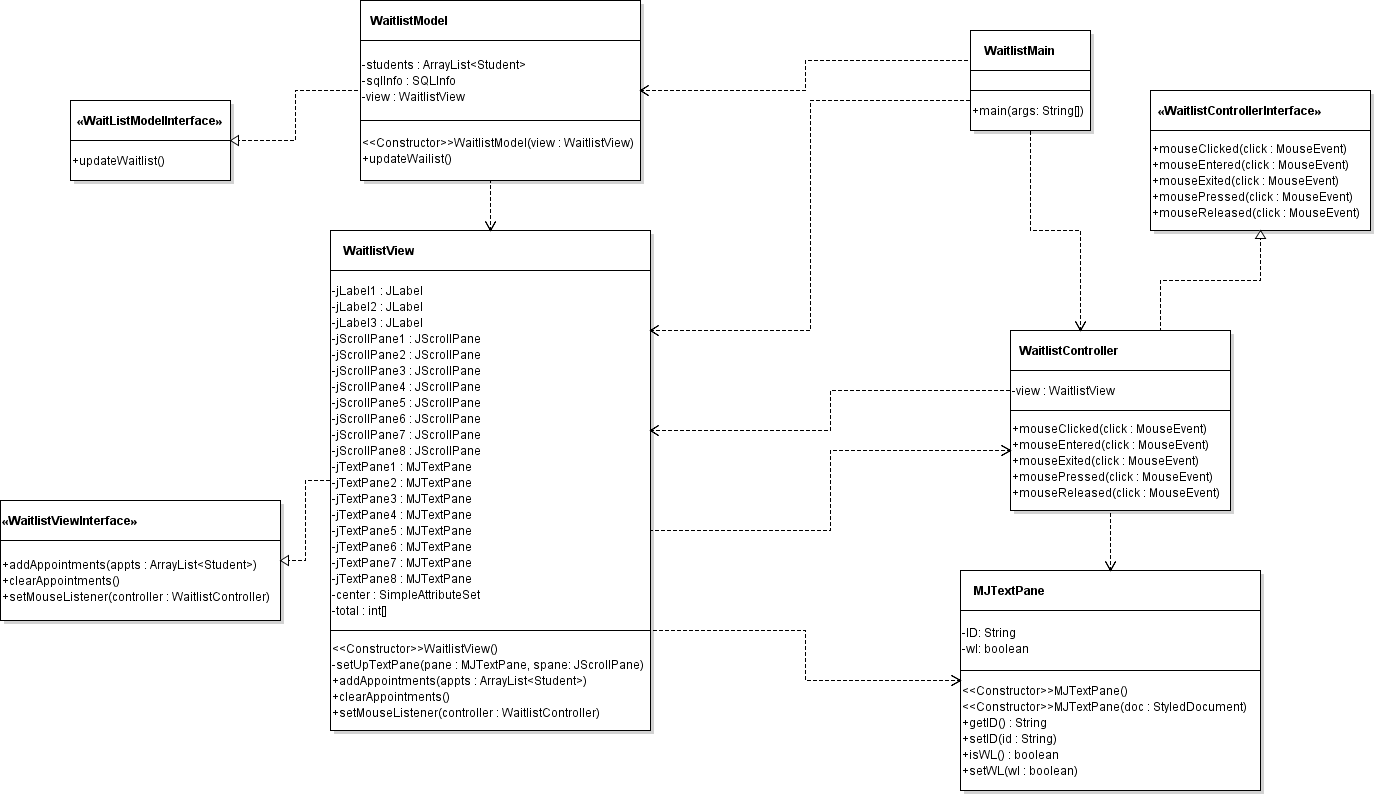 WaitlistModel
-students : ArrayList<Student>
-sqlInfo : SQLInfo
-view : WaitlistView
<<Constructor>>WaitlistModel(view : WaitlistView)
+updateWailist()
WaitlistMain
+main(args: String[])
«WaitListModelInterface»
+updateWaitlist()
«WaitlistControllerInterface»
+mouseClicked(click : MouseEvent)
+mouseEntered(click : MouseEvent)
+mouseExited(click : MouseEvent)
+mousePressed(click : MouseEvent)
+mouseReleased(click : MouseEvent)
WaitlistView
-jLabel1 : JLabel
-jLabel2 : JLabel
-jLabel3 : JLabel
-jScrollPane1 : JScrollPane
-jScrollPane2 : JScrollPane
-jScrollPane3 : JScrollPane
-jScrollPane4 : JScrollPane
-jScrollPane5 : JScrollPane
-jScrollPane6 : JScrollPane
-jScrollPane7 : JScrollPane
-jScrollPane8 : JScrollPane
-jTextPane1 : MJTextPane
-jTextPane2 : MJTextPane
-jTextPane3 : MJTextPane
-jTextPane4 : MJTextPane
-jTextPane5 : MJTextPane
-jTextPane6 : MJTextPane
-jTextPane7 : MJTextPane
-jTextPane8 : MJTextPane
-center : SimpleAttributeSet
-total : int[]
<<Constructor>>WaitlistView()
-setUpTextPane(pane : MJTextPane, spane: JScrollPane)
+addAppointments(appts : ArrayList<Student>)
+clearAppointments()
+setMouseListener(controller : WaitlistController)
WaitlistController
-view : WaitlistView
+mouseClicked(click : MouseEvent)
+mouseEntered(click : MouseEvent)
+mouseExited(click : MouseEvent)
+mousePressed(click : MouseEvent)
+mouseReleased(click : MouseEvent)
«WaitlistViewInterface»
+addAppointments(appts : ArrayList<Student>)
+clearAppointments()
+setMouseListener(controller : WaitlistController)
MJTextPane
-ID: String
-wl: boolean
<<Constructor>>MJTextPane()
<<Constructor>>MJTextPane(doc : StyledDocument)
+getID() : String
+setID(id : String)
+isWL() : boolean
+setWL(wl : boolean)